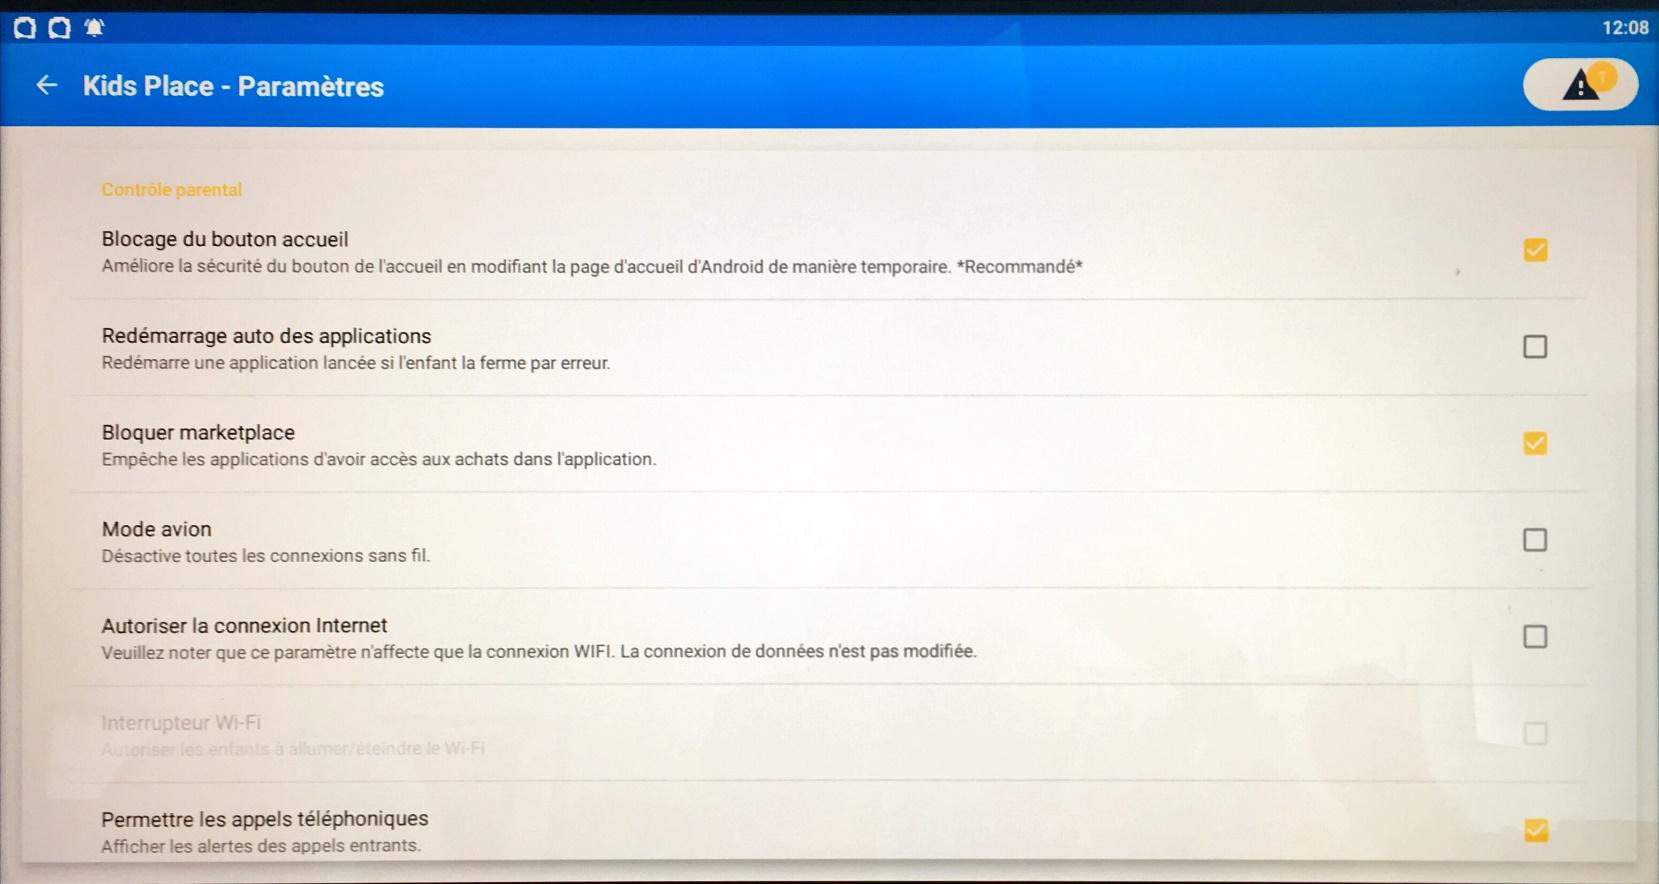 12:08
Kids Place - Paramètres
1
Contrôle parental
Blocage du bouton accueil
Améliore la sécurité du bouton de l'accueil en modifiant la page d'accueil d'Android de manière temporaire. *Recommandé*
Redémarrage auto des applications
Redémarre une application lancée si l'enfant la ferme par erreur.
Bloquer marketplace
Empêche les applications d'avoir accès aux achats dans l'application.
Mode avion
Désactive toutes les connexions sans fil.
Autoriser la connexion Internet
Veuillez noter que ce paramètre n'affecte que la connexion WIFI. La connexion de données n'est pas modifiée.
Interrupteur Wi-Fi
Autoriser les enfants à allumer/éteindre le Wi-Fi
Permettre les appels téléphoniques
Afficher les alertes des appels entrants.